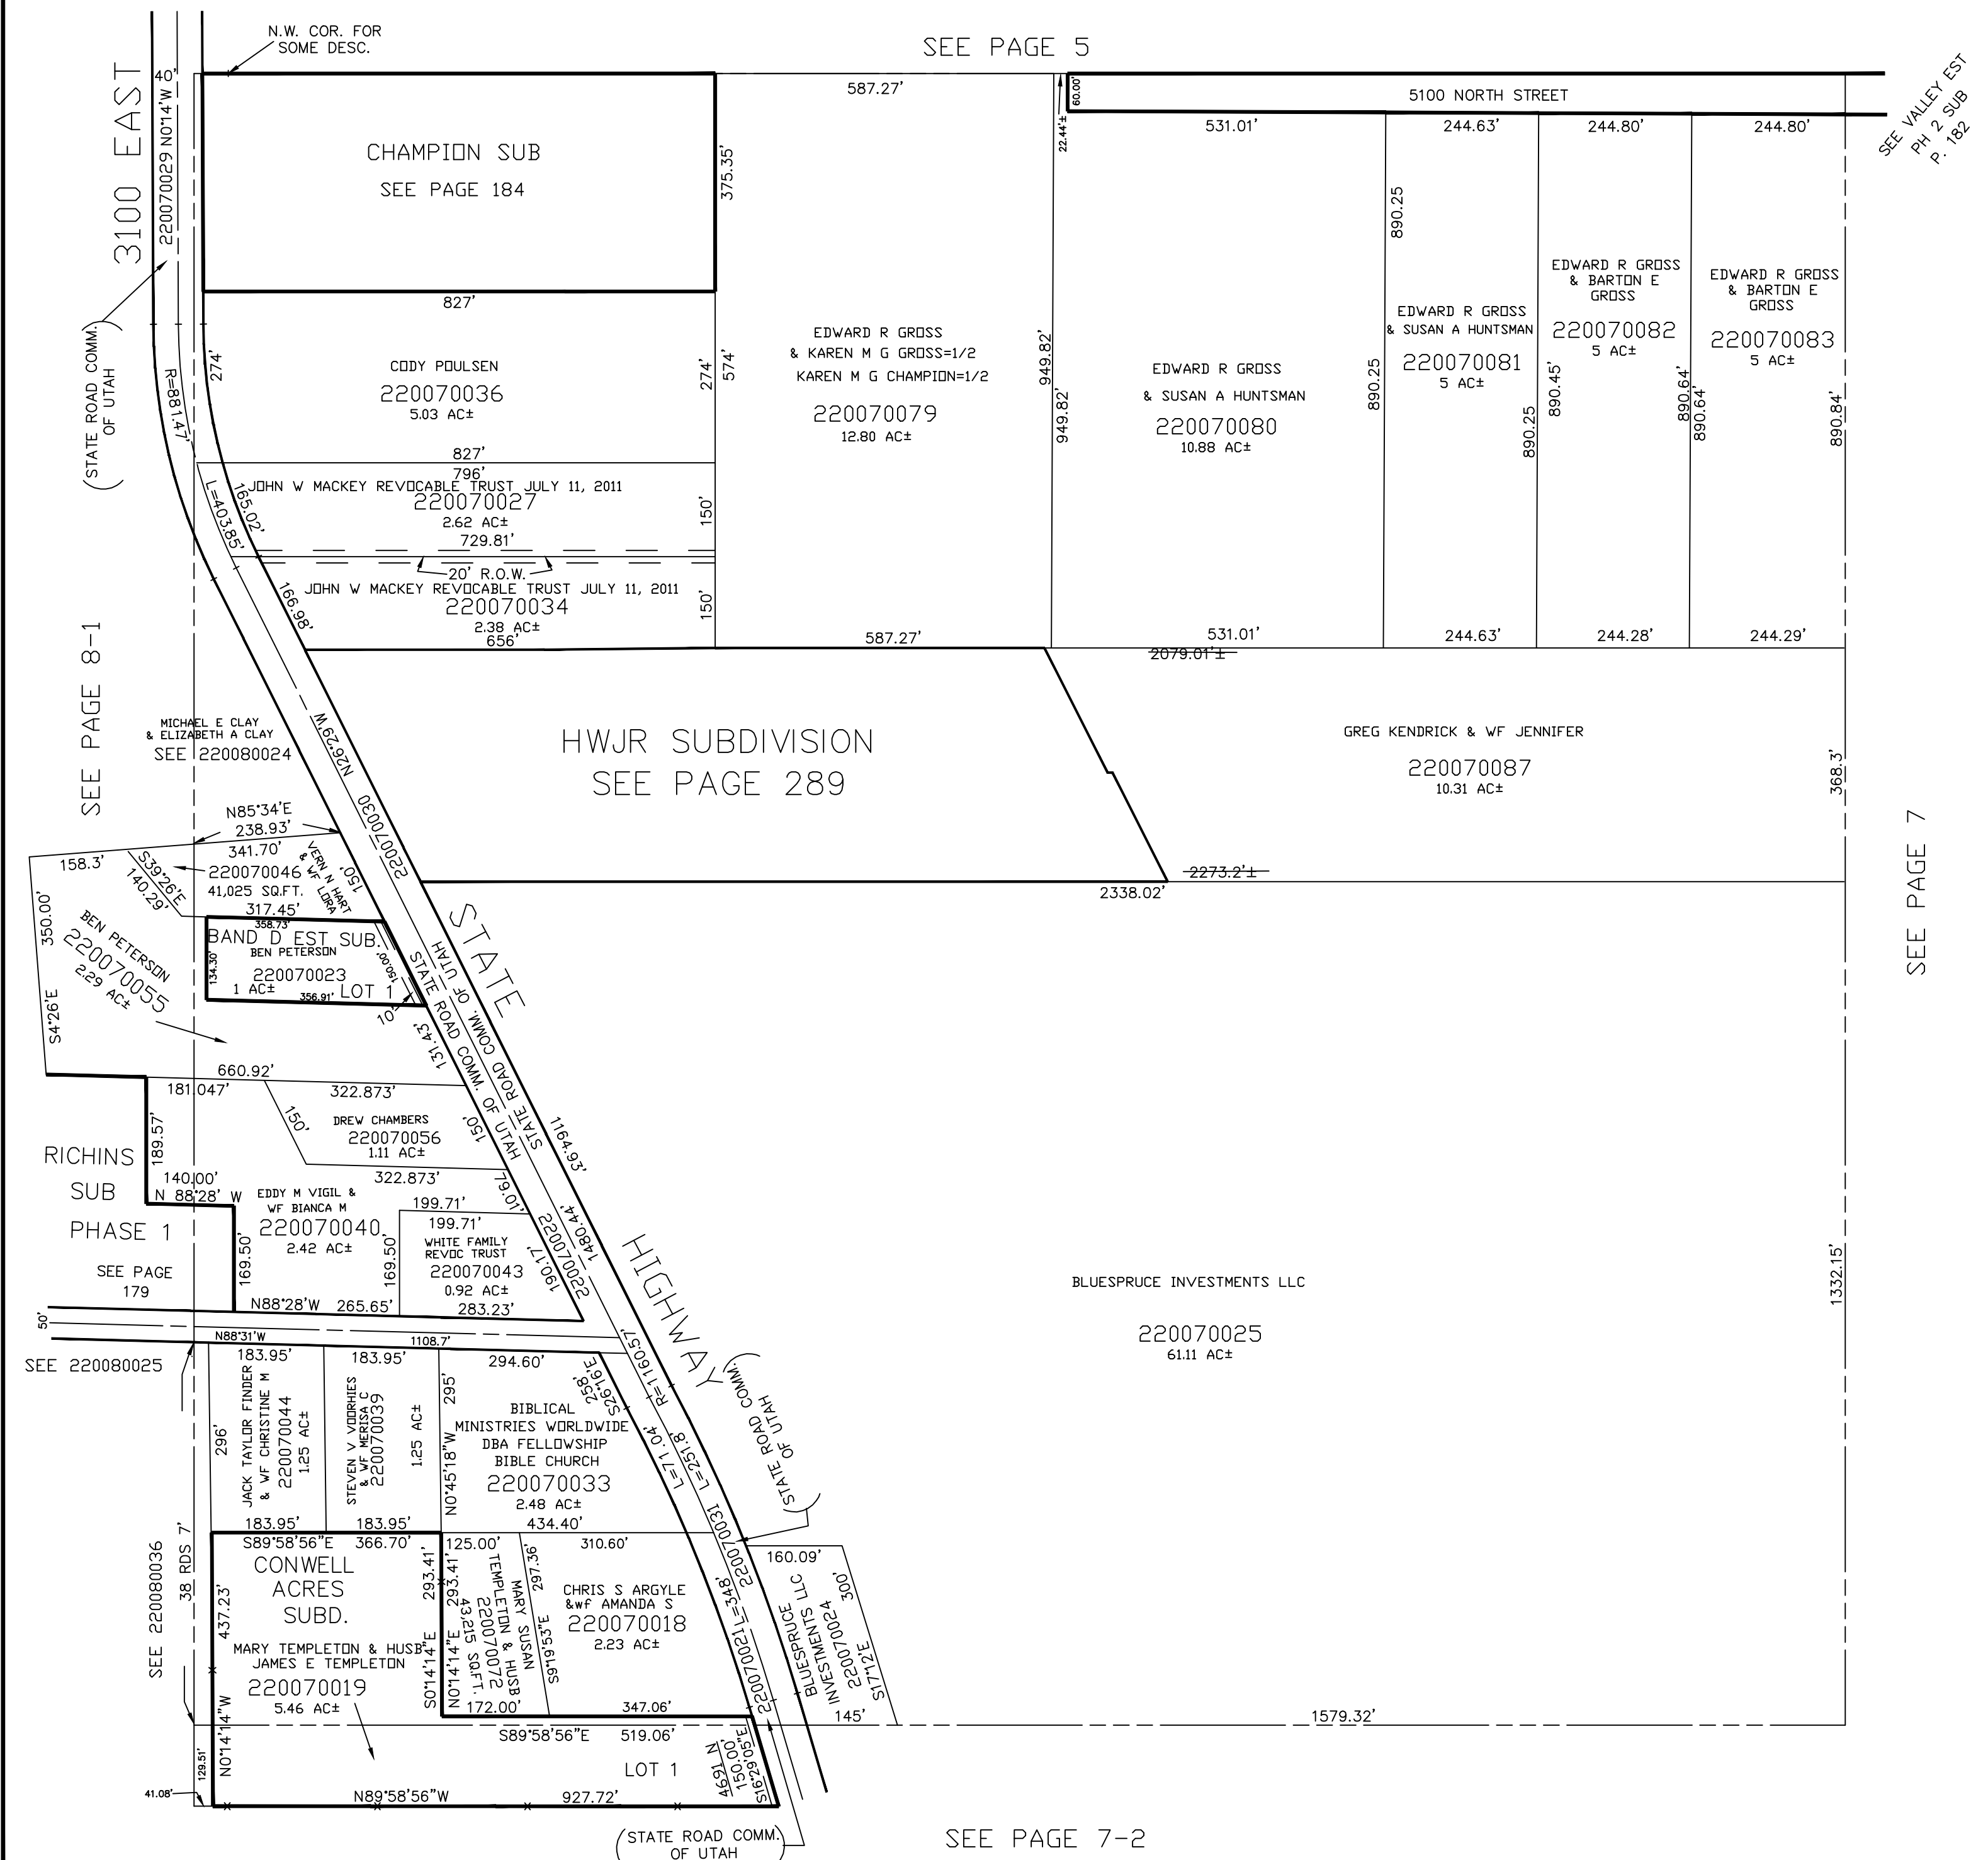 N.W. COR. FOR
SOME DESC.
SEE PAGE 5
SEE VALLEY EST
PH 2 SUB
P. 182
3100 EAST
40'
220070029 N0°14'W
(STATE ROAD COMM.
OF UTAH)
CHAMPION SUB
SEE PAGE 184
375.35'
827'
587.27'
22.44'±
60.00'
5100 NORTH STREET
531.01'
244.63'
244.80'
244.80'
274'
R=881.47'
CODY POULSEN
220070036
5.03 AC±
274'
574'
827'
EDWARD R GROSS
& KAREN M G GROSS=1/2
KAREN M G CHAMPION=1/2
220070079
12.80 AC±
949.82'
949.82'
EDWARD R GROSS
& SUSAN A HUNTSMAN
220070080
10.88 AC±
890.25
890.25
EDWARD R GROSS
& SUSAN A HUNTSMAN
220070081
5 AC±
890.25
890.45'
EDWARD R GROSS
& BARTON E
GROSS
220070082
5 AC±
890.64'
890.64'
EDWARD R GROSS
& BARTON E
GROSS
220070083
5 AC±
890.84'
796'
JOHN W MACKEY REVOCABLE TRUST JULY 11, 2011
220070027
2.62 AC±
729.81'
150'
165.02'
L=403.85'
20' R.O.W.
JOHN W MACKEY REVOCABLE TRUST JULY 11, 2011
220070034
2.38 AC±
656'
150'
166.98'
587.27'
531.01'
244.63'
244.28'
244.29'
2079.01'±
SEE PAGE 8-1
MICHAEL E CLAY
& ELIZABETH A CLAY
SEE 220080024
N26°29'W
220070030
HWJR SUBDIVISION
SEE PAGE 289
GREG KENDRICK & WF JENNIFER
220070087
10.31 AC±
368.3'
2273.2'±
2338.02'
SEE PAGE 7
N85°34'E
238.93'
341.70'
158.3'
S39°26'E
140.29'
220070046
41,025 SQ.FT.
VERN N HART
& WF LORA
150'
317.45'
350.00'
S4°26'E
BEN PETERSON
220070055
2.29 AC±
358.73'
BAND D EST SUB.
BEN PETERSON
220070023
1 AC±
LOT 1
134.30'
356.91'
150.00'
10'
STATE ROAD COMM. OF UTAH
STATE ROAD COMM. OF UTAH
STATE
HIGHWAY
131.43'
660.92'
181.047'
322.873'
150'
DREW CHAMBERS
220070056
1.11 AC±
150'
322.873'
1164.93'
1480.44'
RICHINS
SUB
PHASE 1
SEE PAGE
179
189.57'
140.00'
N 88°28' W
169.50'
EDDY M VIGIL &
WF BIANCA M
220070040
2.42 AC±
79.01'
199.71'
199.71'
WHITE FAMILY
REVOC TRUST
220070043
0.92 AC±
169.50'
190.17'
220070022
N88°28'W
265.65'
283.23'
50'
N88°31'W
1108.7'
SEE 220080025
R=1160.57'
BLUESPRUCE INVESTMENTS LLC
220070025
61.11 AC±
1332.15'
183.95'
183.95'
294.60'
296'
JACK TAYLOR FINDER
& WF CHRISTINE M
220070044
1.25 AC±
STEVEN V VOORHIES
& WF MERISA C
220070039
1.25 AC±
295'
N0°45'18"W
S26°16'E
258'
BIBLICAL
MINISTRIES WORLDWIDE
DBA FELLOWSHIP
BIBLE CHURCH
220070033
2.48 AC±
L=71.04'
L=251.8'
220070031
(STATE ROAD COMM.
OF UTAH)
183.95'
183.95'
434.40'
S89°58'56"E
366.70'
125.00'
310.60'
SEE 220080036
38 RDS 7'
CONWELL
ACRES
SUBD.
437.23'
293.41'
S0°14'14"E
293.41'
N0°14'14"E
MARY SUSAN
TEMPLETON & HUSB
220070072
43,215 SQ.FT.
297.36'
S9°19'53"E
172.00'
CHRIS S ARGYLE
&wf AMANDA S
220070018
2.23 AC±
347.06'
L=348'
220070021
160.09'
300'
S17°12'E
BLUESPRUCE
INVESTMENTS LLC
220070024
145'
1579.32'
MARY TEMPLETON & HUSB
JAMES E TEMPLETON
220070019
5.46 AC±
N0°14'14"W
129.51'
41.08'
S89°58'56"E
519.06'
LOT 1
4691 N
150.00'
S16°29'05"E
N89°58'56"W
927.72'
(STATE ROAD COMM.
OF UTAH)
SEE PAGE 7-2